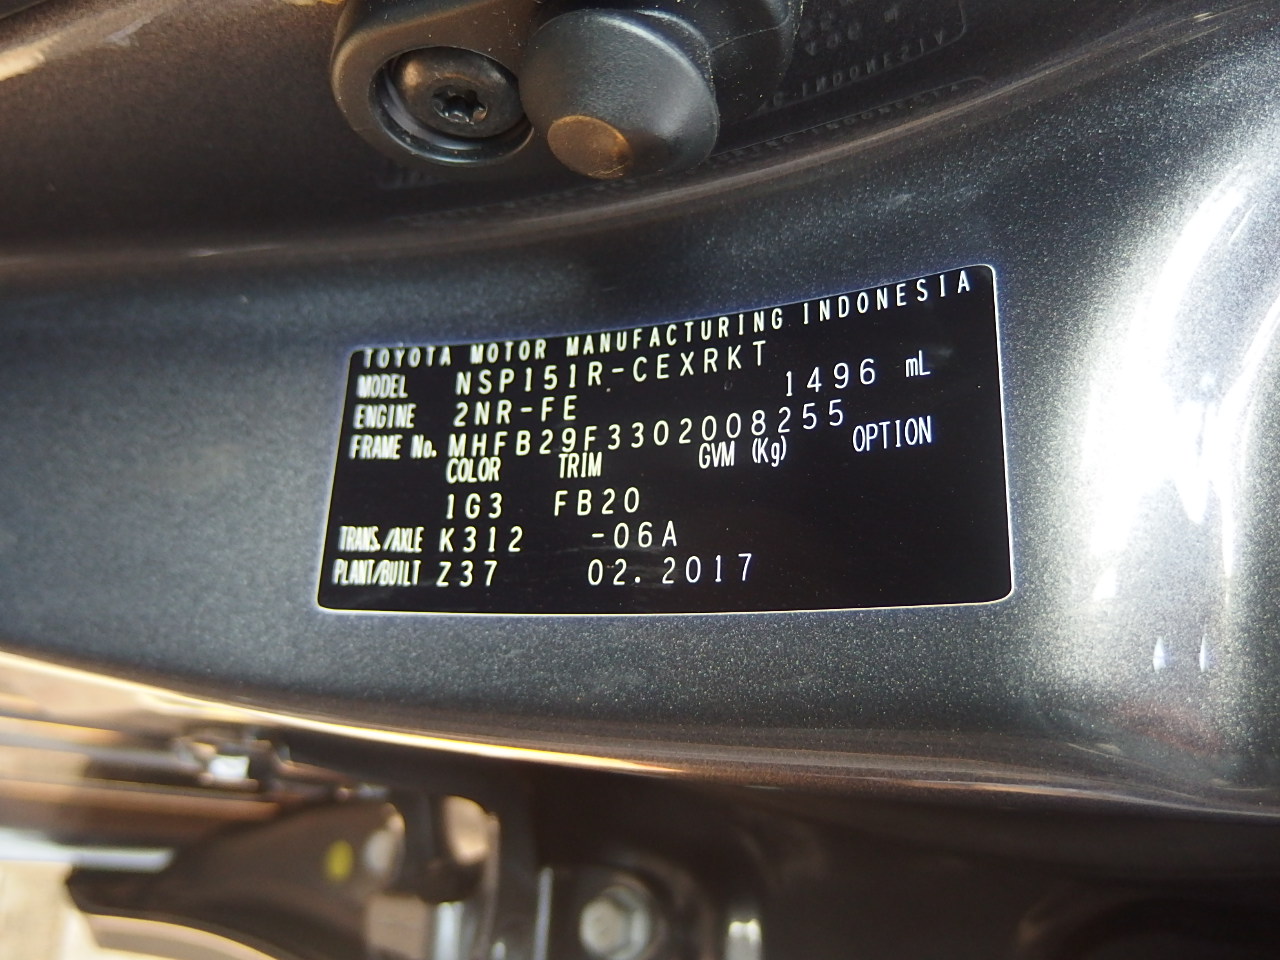 TOYOTA MOTOR MANUFACTURING INDONESIA
MODEL NSP151R-CEXRKT
ENGINE 2NR-FE 1496 mL
FRAME No. MHFB29F3302008255
COLOR TRIM GVM (Kg) OPTION
1G3 FB20
TRANS./AXLE K312 -06A
PLANT/BUILT Z37 02.2017